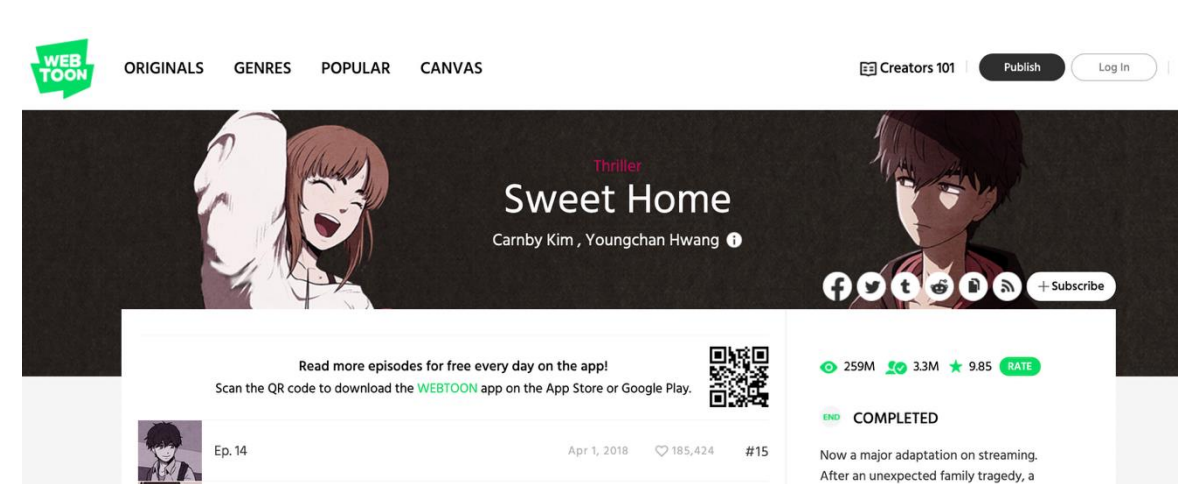 WEB
TOON
ORIGINALS GENRES POPULAR CANVAS Creators 101 Publish Log In
Thriller
Sweet Home
Carnby Kim , Youngchan Hwang i
+ Subscribe
Read more episodes for free every day on the app!
Scan the QR code to download the WEBTOON app on the App Store or Google Play.
259M 3.3M 9.85 RATE
END COMPLETED
Ep. 14 Apr 1, 2018 185,424 #15
Now a major adaptation on streaming.
After an unexpected family tragedy, a